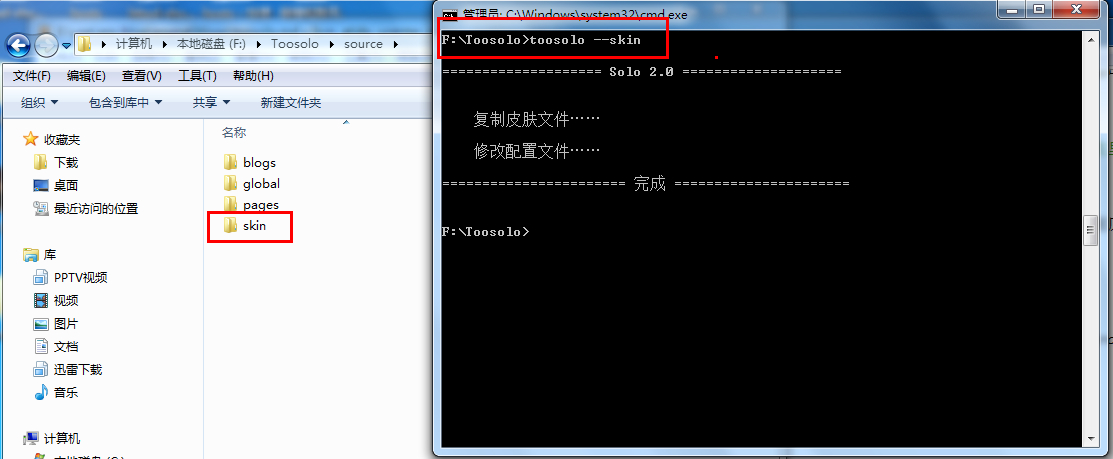 计算机 本地磁盘 (F:) Toosolo source
文件(F) 编辑(E) 查看(V) 工具(T) 帮助(H)
组织 包含到库中 共享 新建文件夹
收藏夹
下载
桌面
最近访问的位置
库
PPTV视频
视频
图片
文档
迅雷下载
音乐
计算机
名称
blogs
global
pages
skin
管理员: C:\Windows\system32\cmd.exe
F:\Toosolo>toosolo --skin
==================== Solo 2.0 ====================
复制皮肤文件……
修改配置文件……
======================= 完成 ======================
F:\Toosolo>